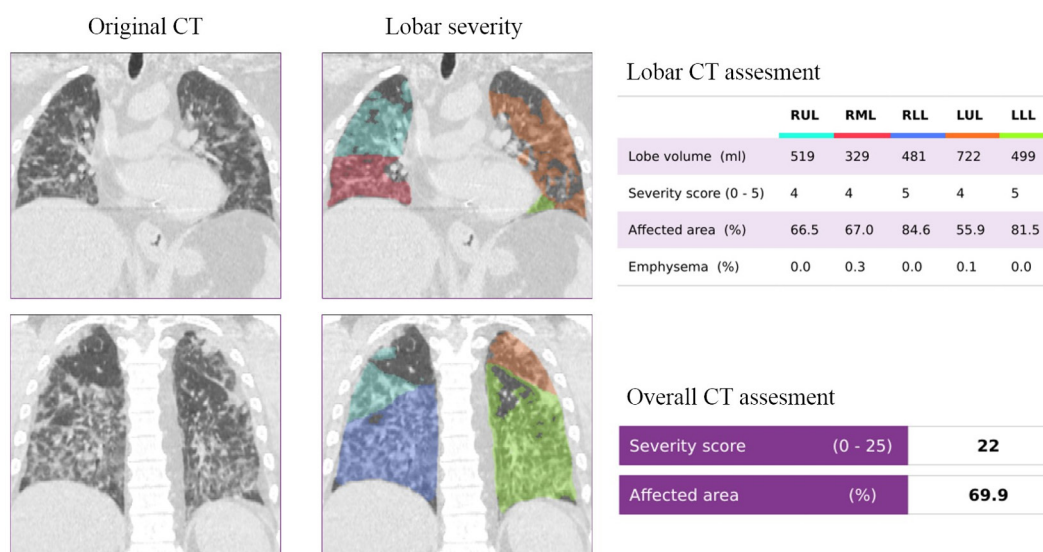 Original CT
Lobar severity
Lobar CT assesment
RUL RML RLL LUL LLL
Lobe volume (ml) 519 329 481 722 499
Severity score (0 - 5) 4 4 5 4 5
Affected area (%) 66.5 67.0 84.6 55.9 81.5
Emphysema (%) 0.0 0.3 0.0 0.1 0.0
Overall CT assesment
Severity score (0 - 25) 22
Affected area (%) 69.9